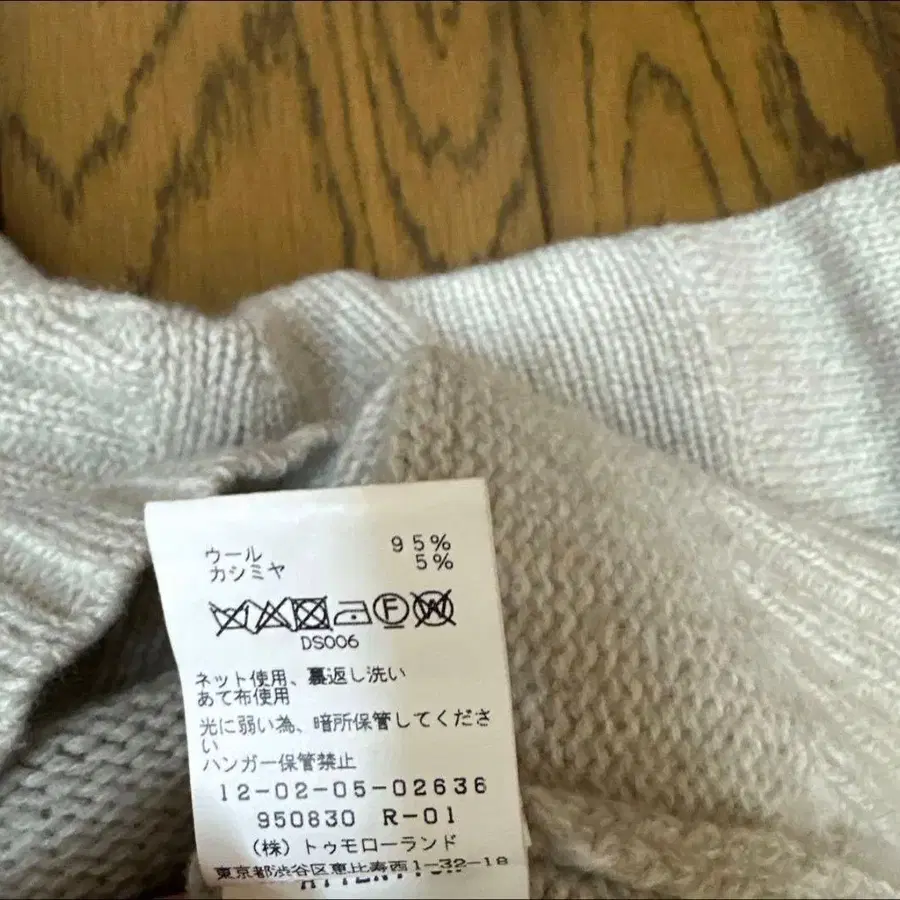 ウール 95%
カシミヤ 5%
F W
DS006
ネット使用、裏返し洗い
あて布使用
光に弱い為、暗所保管してくださ
い
ハンガー保管禁止
12-02-05-02636
950830 R-01
(株)トゥモローランド
東京都渋谷区恵比寿西1-32-18